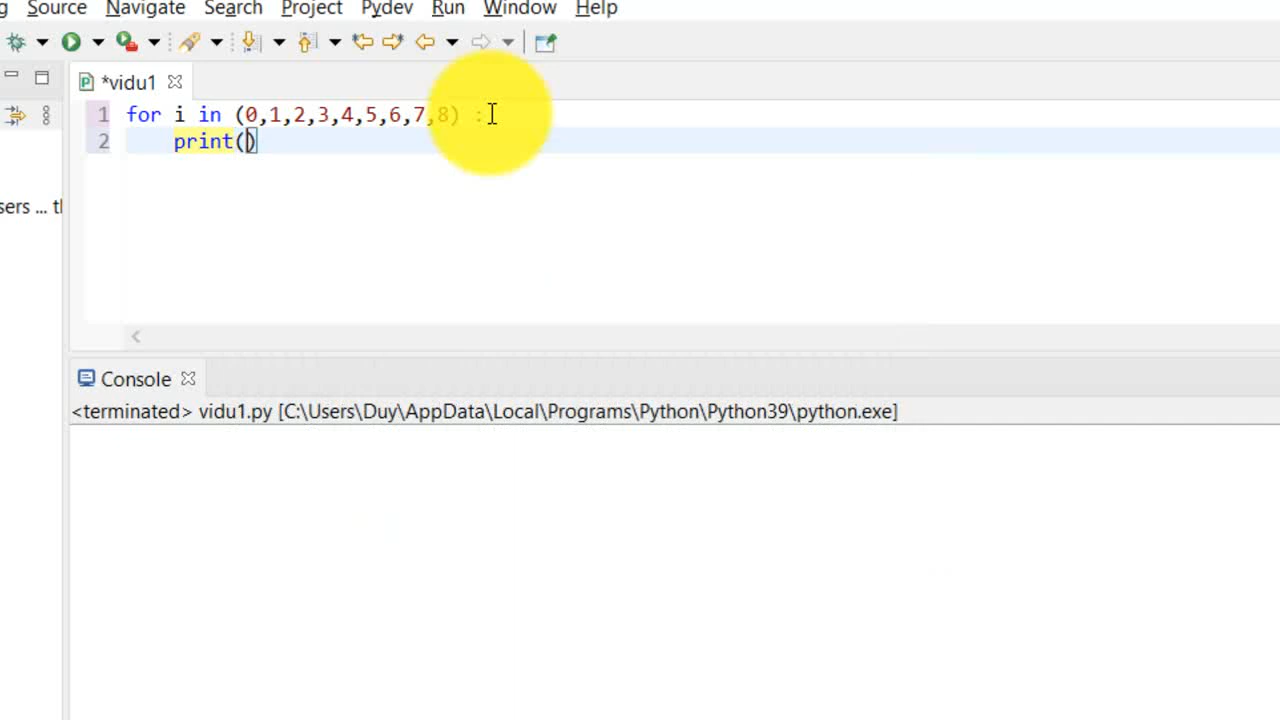 Source Navigate Search Project Pydev Run Window Help
*vidu1
1 for i in (0,1,2,3,4,5,6,7,8) :
2 print()
sers ...
Console
<terminated> vidu1.py [C:\Users\Duy\AppData\Local\Programs\Python\Python39\python.exe]